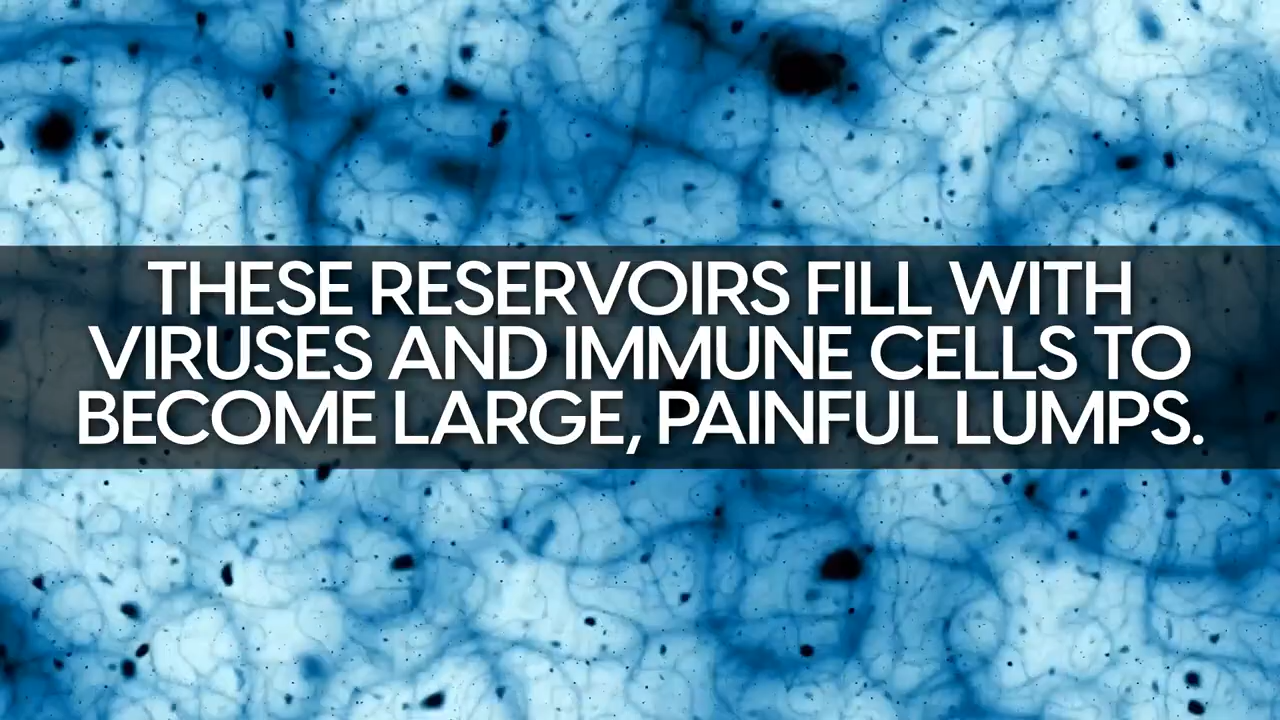 THESE RESERVOIRS FILL WITH
VIRUSES AND IMMUNE CELLS TO
BECOME LARGE, PAINFUL LUMPS.